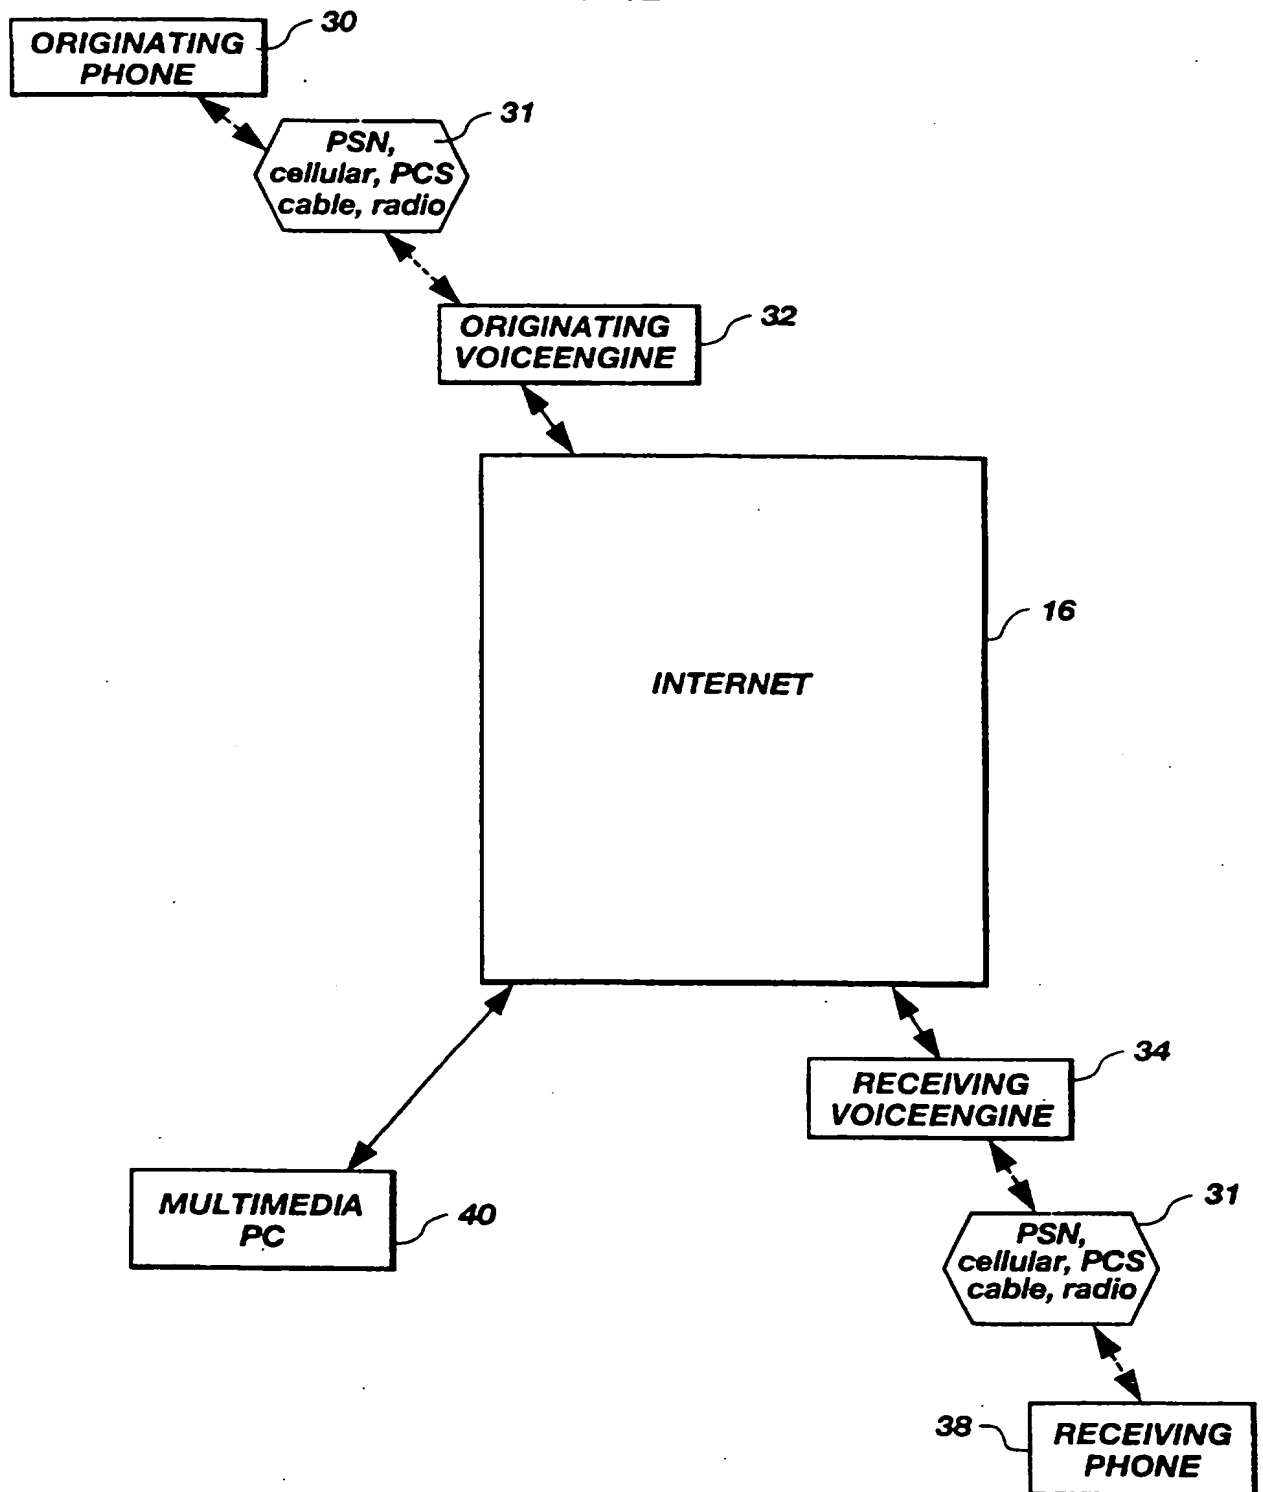 ORIGINATING
PHONE
30
PSN,
cellular, PCS
cable, radio
31
ORIGINATING
VOICEENGINE
32
INTERNET
16
RECEIVING
VOICEENGINE
34
MULTIMEDIA
PC
40
PSN,
cellular, PCS
cable, radio
31
38
RECEIVING
PHONE